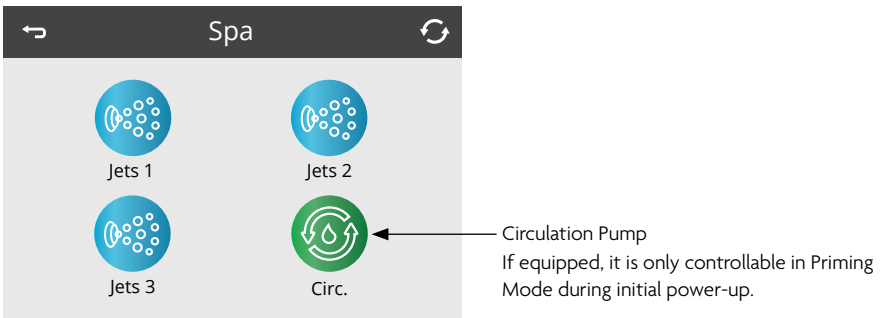 Spa
Jets 1
Jets 2
Jets 3
Circ.
Circulation Pump
If equipped, it is only controllable in Priming
Mode during initial power-up.